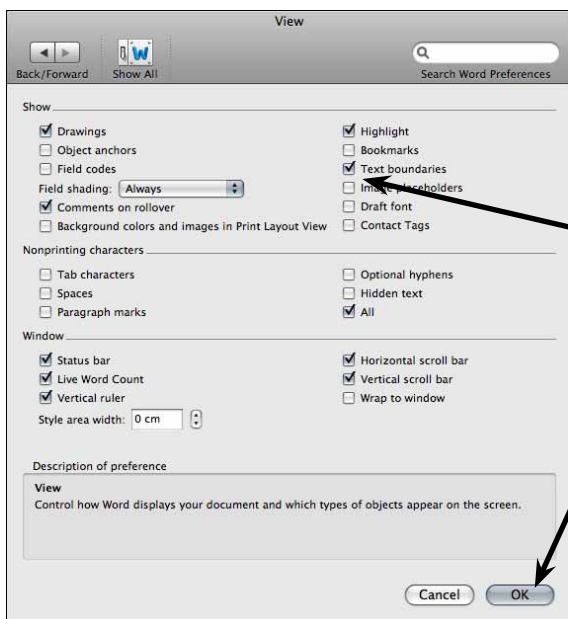 View
Back/Forward
Show All
Search Word Preferences
Show
Drawings
Object anchors
Field codes
Field shading: Always
Comments on rollover
Background colors and images in Print Layout View
Highlight
Bookmarks
Text boundaries
Image placeholders
Draft font
Contact Tags
Nonprinting characters
Tab characters
Spaces
Paragraph marks
Optional hyphens
Hidden text
All
Window
Status bar
Live Word Count
Vertical ruler
Style area width: 0 cm
Horizontal scroll bar
Vertical scroll bar
Wrap to window
Description of preference
View
Control how Word displays your document and which types of objects appear on the screen.
Cancel
OK